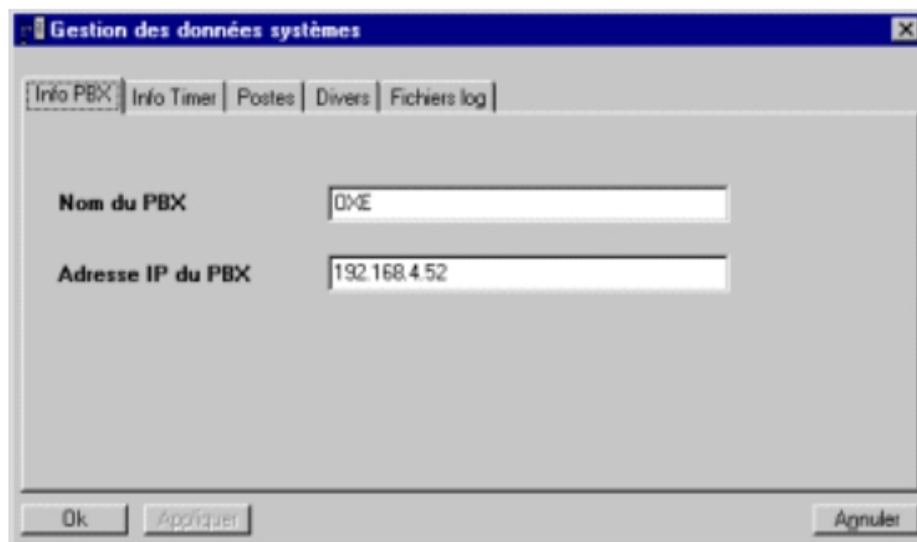 Gestion des données systèmes
Info PBX Info Timer Postes Divers Fichiers log
Nom du PBX OXE
Adresse IP du PBX 192.168.4.52
Ok Appliquer Annuler